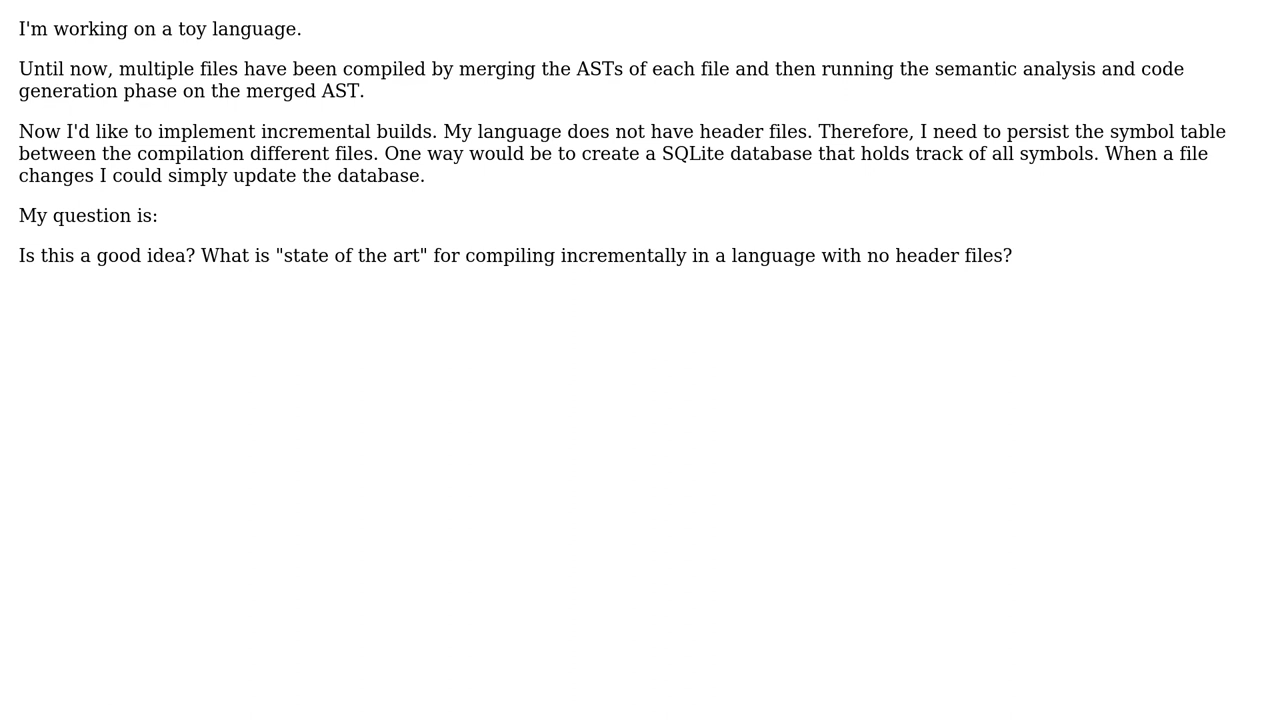 I'm working on a toy language.
Until now, multiple files have been compiled by merging the ASTs of each file and then running the semantic analysis and code
generation phase on the merged AST.
Now I'd like to implement incremental builds. My language does not have header files. Therefore, I need to persist the symbol table
between the compilation different files. One way would be to create a SQLite database that holds track of all symbols. When a file
changes I could simply update the database.
My question is:
Is this a good idea? What is "state of the art" for compiling incrementally in a language with no header files?